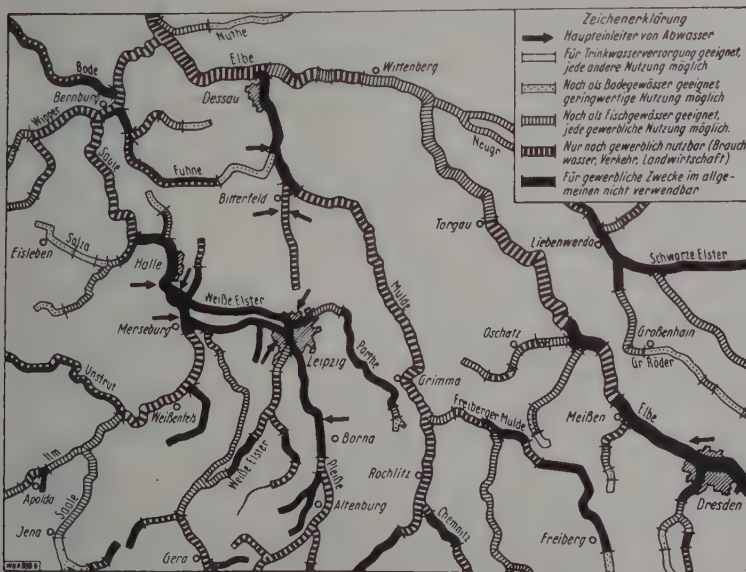 Zeichenerklärung
Haupteinleiter von Abwasser
Für Trinkwasserversorgung geeignet,
jede andere Nutzung möglich
Noch als Badegewässer geeignet
geringwertige Nutzung möglich
Noch als Fischgewässer geeignet,
jede gewerbliche Nutzung möglich.
Nur noch gewerblich nutzbar (Brauch
wasser, Verkehr, Landwirtschaft)
Für gewerbliche Zwecke im allge-
meinen nicht verwendbar
Nuthe
Elbe
Wittenberg
Bode
Bernburg
Dessau
Wipper
Saale
Fuhne
Neugr.
Bitterfeld
Torgau
Liebenwerda
Schwarze Elster
Eisleben
Salza
Halle
Weiße Elster
Mulde
Merseburg
Leipzig
Parthe
Oschatz
Großenhain
Gr Röder
Unstrut
Weißenfels
Grimma
Freiberger Mulde
Meißen
Elbe
Borna
Ilm
Weiße Elster
Pleiße
Rochlitz
Apolda
Saale
Altenburg
Chemnitz
Dresden
Jena
Gera
Freiberg